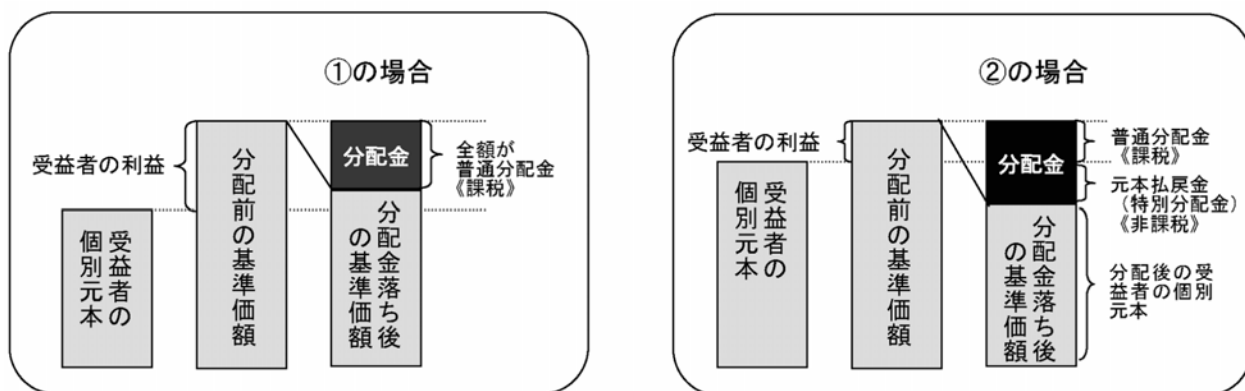 ①の場合
受益者の利益
受益者の
個別元本
分配前の基準価額
分配金
分配金落ち後
の基準価額
全額が
普通分配金
《課税》
②の場合
受益者の利益
受益者の
個別元本
分配前の基準価額
分配金
分配金落ち後
の基準価額
普通分配金
《課税》
元本払戻金
（特別分配金）
《非課税》
分配後の受
益者の個別
元本